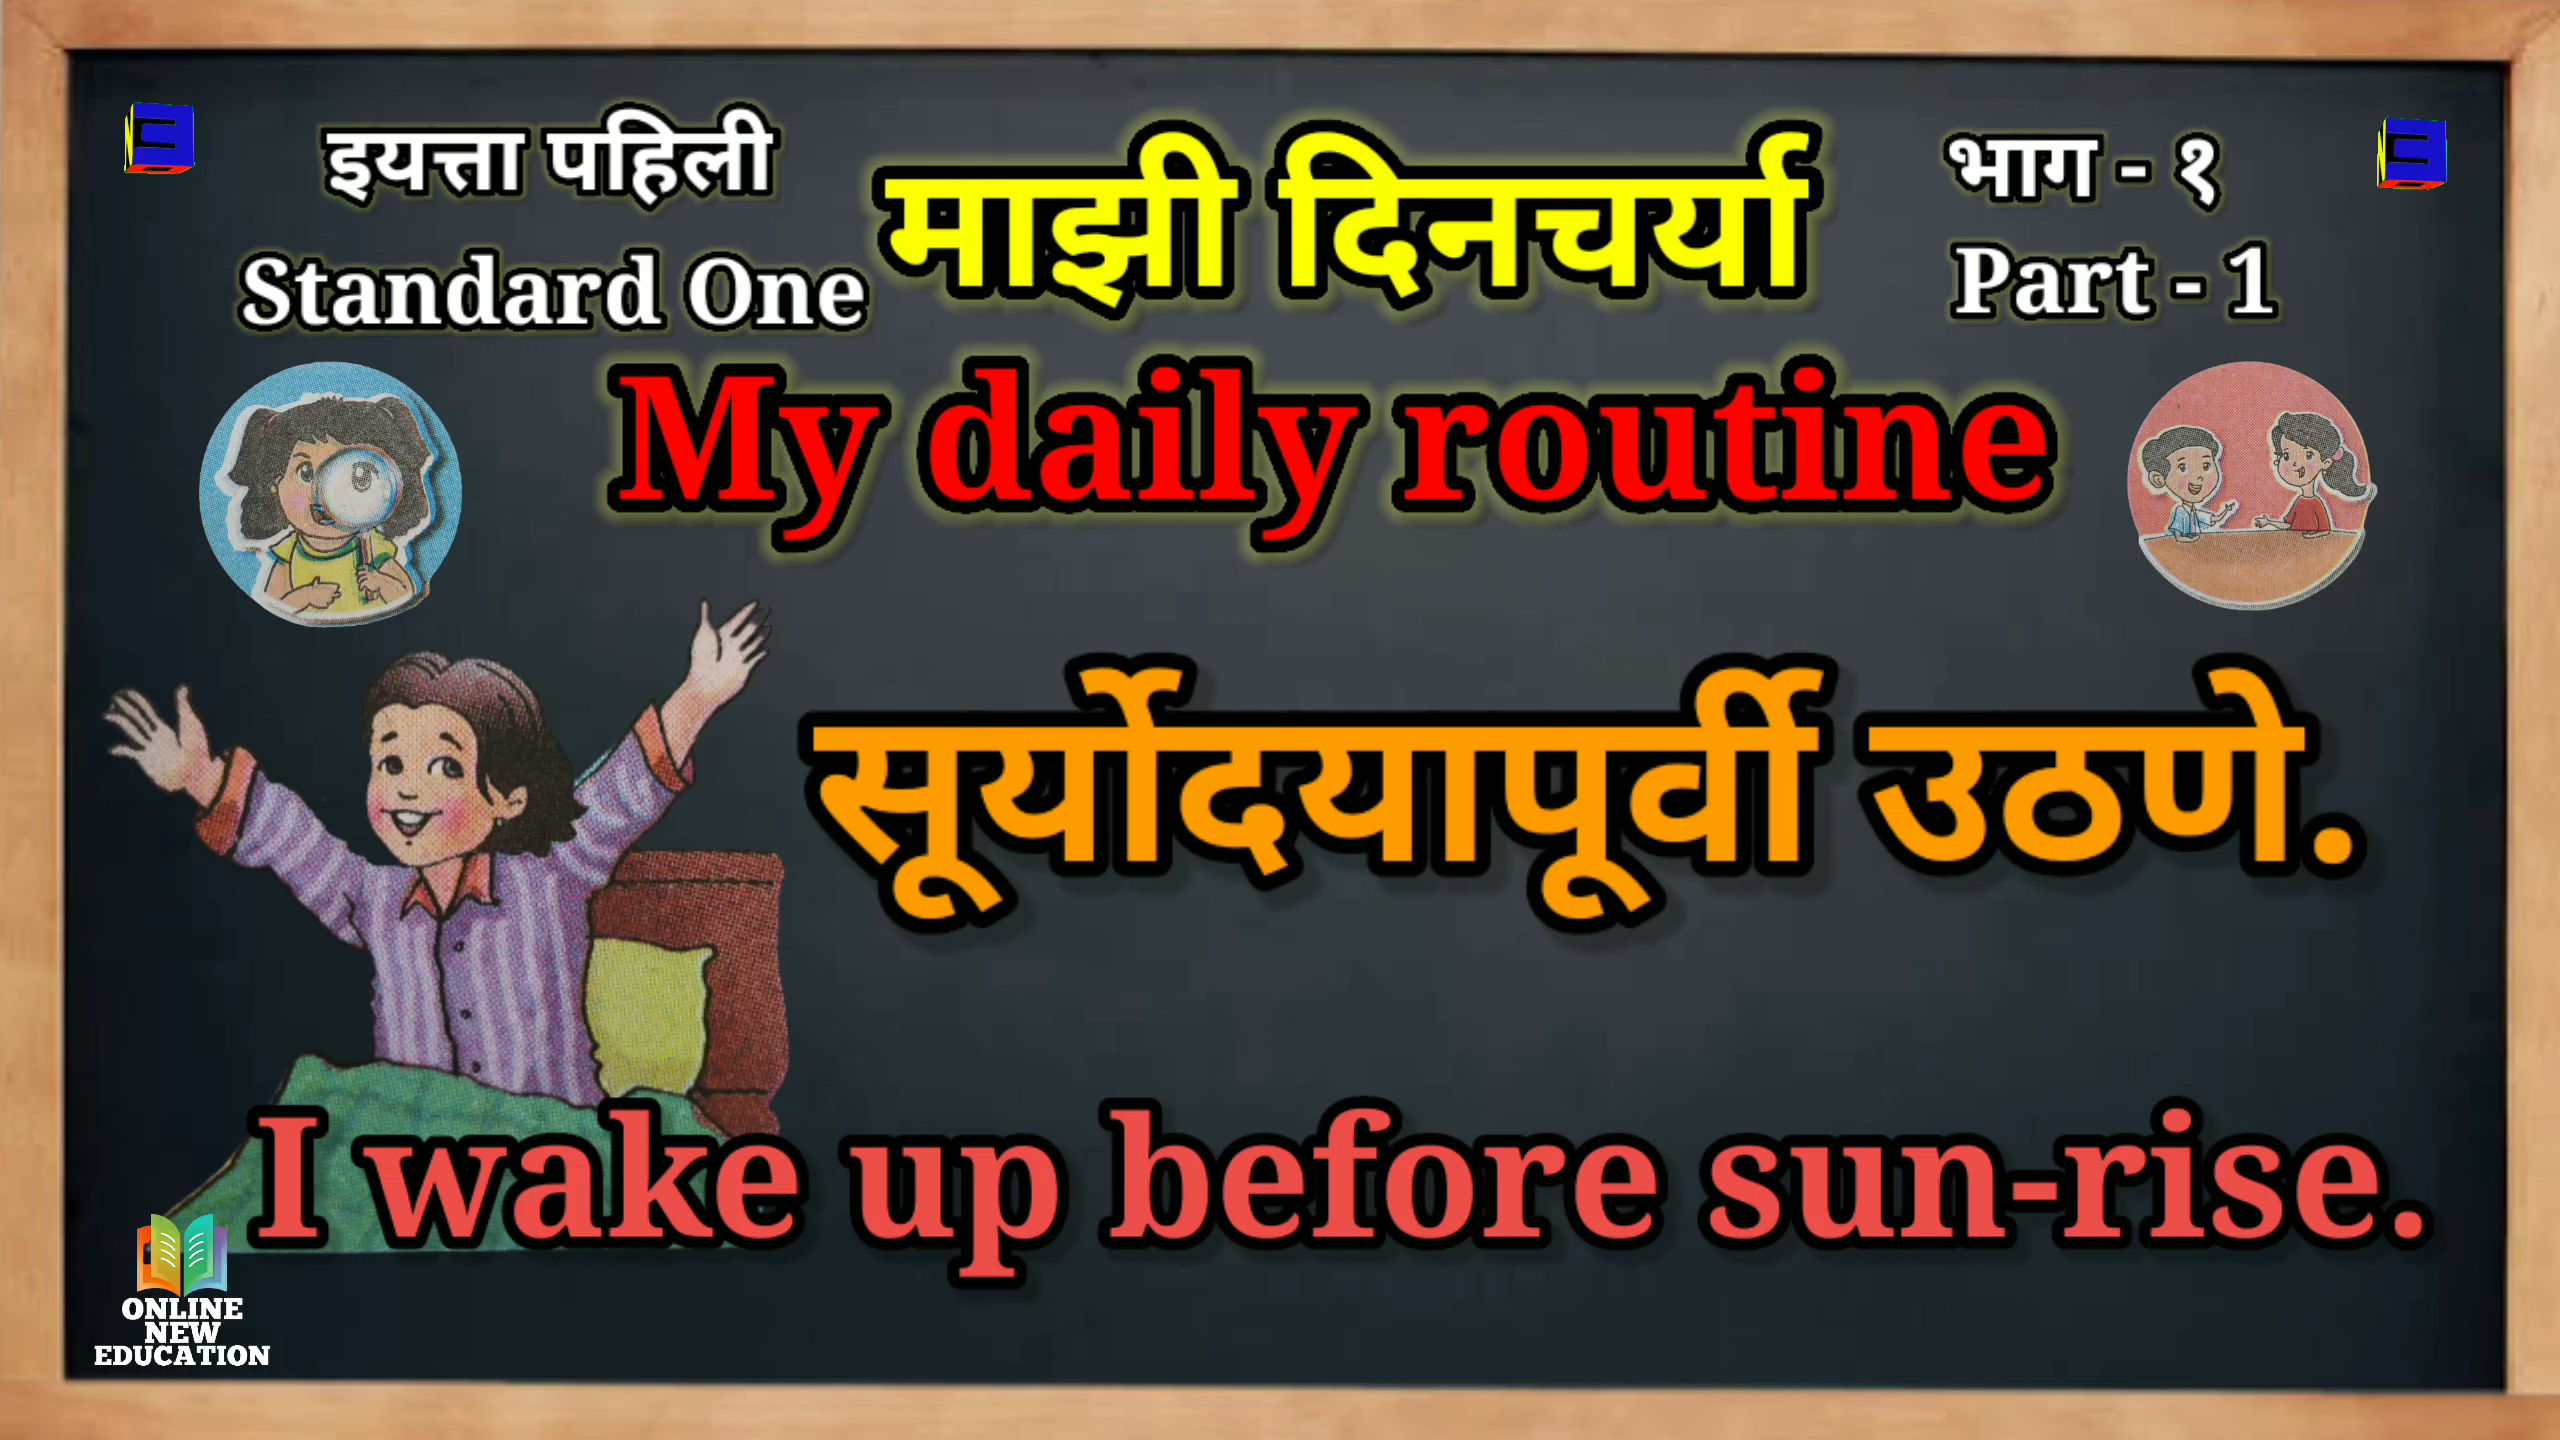 इयत्ता पहिली
Standard One
माझी दिनचर्या
भाग - १
Part - 1
My daily routine
सूर्योदयापूर्वी उठणे.
I wake up before sun-rise.
ONLINE
NEW
EDUCATION